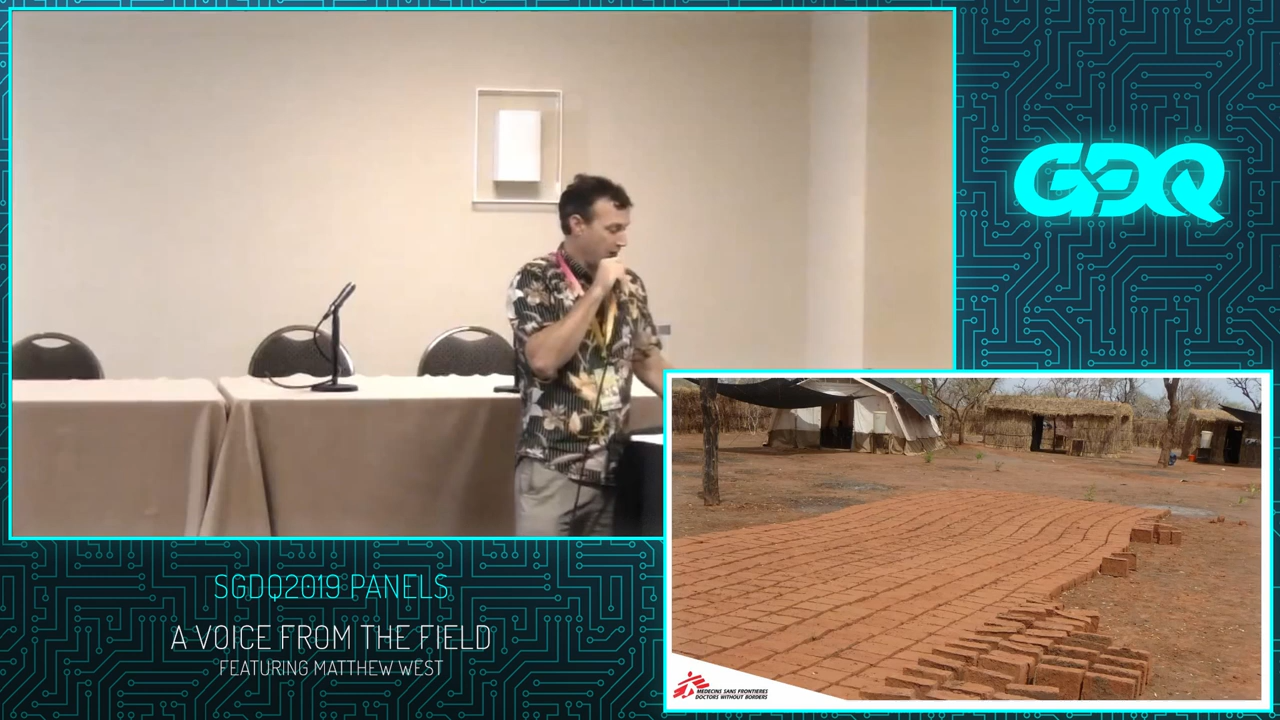 GDQ
SGDQ2019 PANELS
A VOICE FROM THE FIELD
FEATURING MATTHEW WEST
MEDECINS SANS FRONTIERES
DOCTORS WITHOUT BORDERS